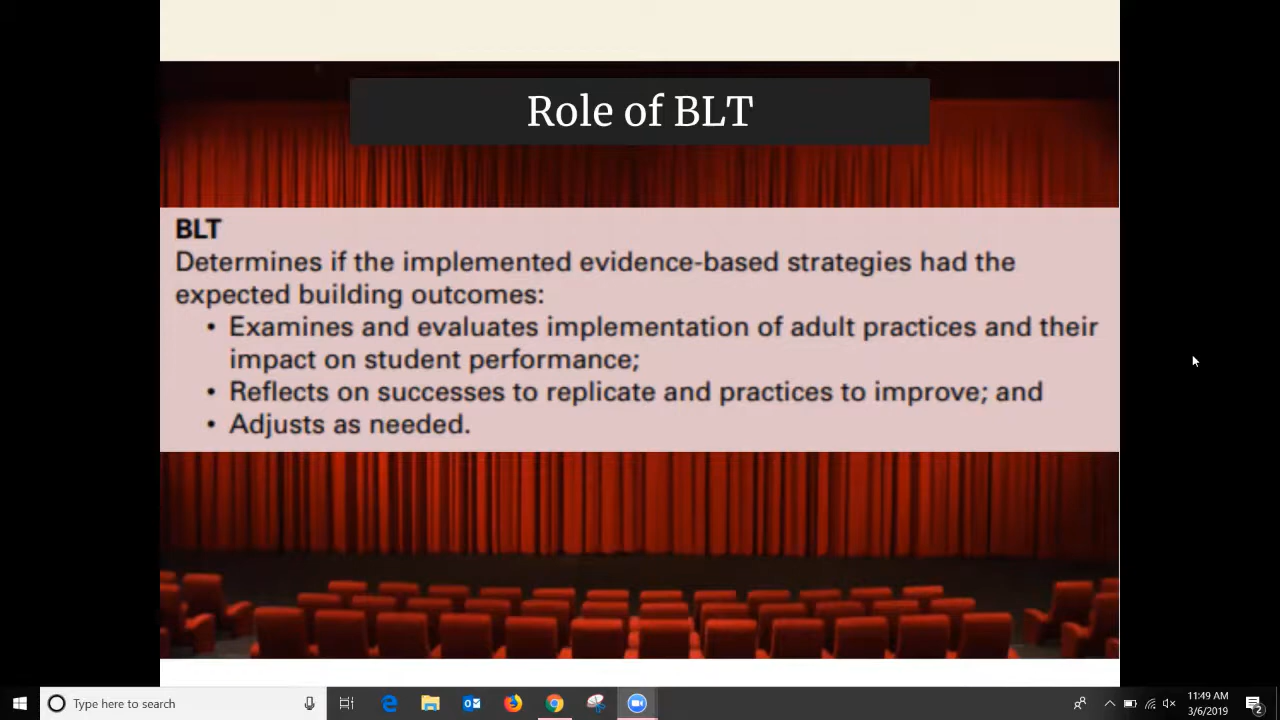 Role of BLT
BLT
Determines if the implemented evidence-based strategies had the
expected building outcomes:
• Examines and evaluates implementation of adult practices and their
impact on student performance;
• Reflects on successes to replicate and practices to improve; and
• Adjusts as needed.
Type here to search
11:49 AM
3/6/2019
2